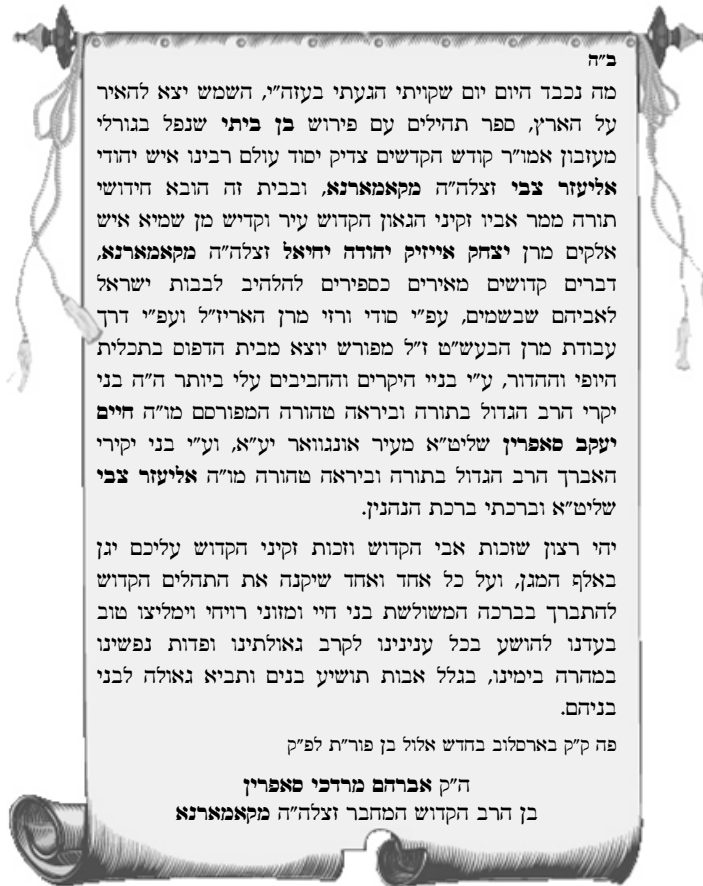 ב״ה
מה נכבד היום יום שקויתי הגעתי בעזה״י, השמש יצא להאיר
על הארץ, ספר תהילים עם פירוש בן ביתי שנפל בגורלי
מעזבון אמו״ר קודש הקדשים צדיק יסוד עולם רבינו איש יהודי
אליעזר צבי זצלה״ה מקאמארנא, ובבית זה הובא חידושי
תורה ממר אביו זקיני הגאון הקדוש עיר וקדיש מן שמיא איש
אלקים מרן יצחק אייזיק יהודה יחיאל זצלה״ה מקאמארנא,
דברים קדושים מאירים כספירים להלהיב לבבות ישראל
לאביהם שבשמים, עפ״י סודי ורזי מרן האריז״ל ועפ״י דרך
עבודת מרן הבעש״ט ז״ל מפורש יוצא מבית הדפוס בתכלית
היופי וההדור, ע״י בניי היקרים והחביבים עלי ביותר ה״ה בני
יקרי הרב הגדול בתורה וביראה טהורה המפורסם מו״ה חיים
יעקב סאפרין שליט״א מעיר אונגוואר יע״א, וע״י בני יקירי
האברך הרב הגדול בתורה וביראה טהורה מו״ה אליעזר צבי
שליט״א וברכתי ברכת הנהנין.
יהי רצון שזכות אבי הקדוש וזכות זקיני הקדוש עליכם יגן
באלף המגן, ועל כל אחד ואחד שיקנה את התהלים הקדוש
להתברך בברכה המשולשת בני חיי ומזוני רויחי וימליצו טוב
בעדנו להושע בכל ענינינו לקרב גאולתינו ופדות נפשינו
במהרה בימינו, בגלל אבות תושיע בנים ותביא גאולה לבני
בניהם.
פה ק״ק בארסלוב בחדש אלול בן פור״ת לפ״ק
ה״ק אברהם מרדכי סאפרין
בן הרב הקדוש המחבר זצלה״ה מקאמארנא